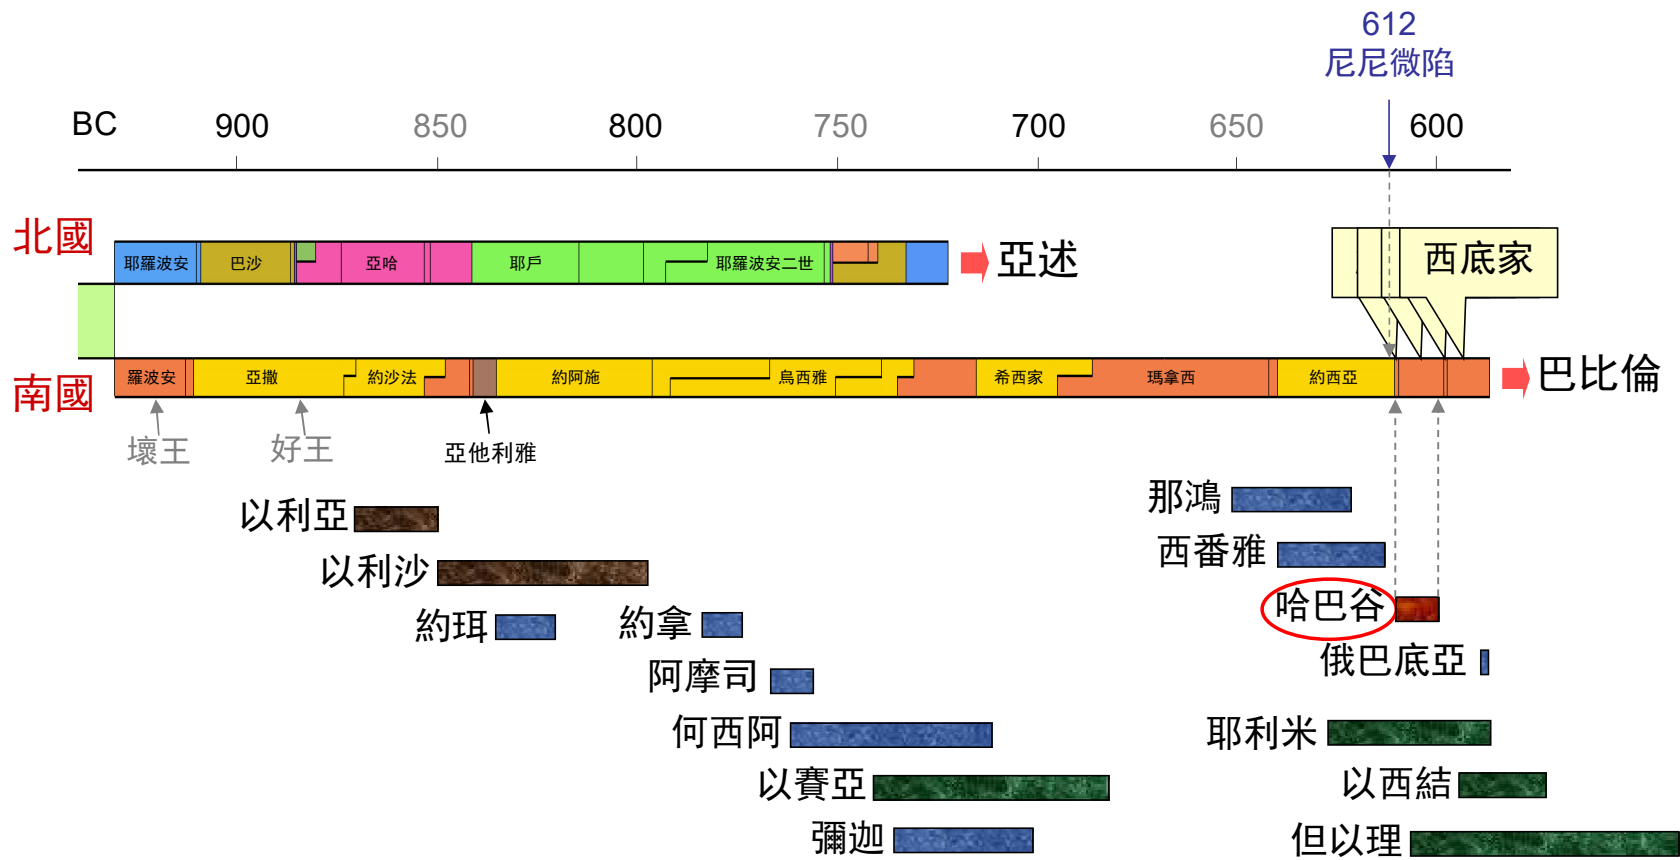 612
尼尼微陷
BC 900 850 800 750 700 650 600
北國
耶羅波安 巴沙 亞哈 耶戶 耶羅波安二世
亞述
西底家
南國
羅波安 亞撒 約沙法 約阿施 烏西雅 希西家 瑪拿西 約西亞
巴比倫
壞王 好王 亞他利雅
以利亞
那鴻
以利沙
西番雅
約珥 約拿
哈巴谷
阿摩司
俄巴底亞
何西阿
耶利米
以賽亞
以西結
彌迦
但以理